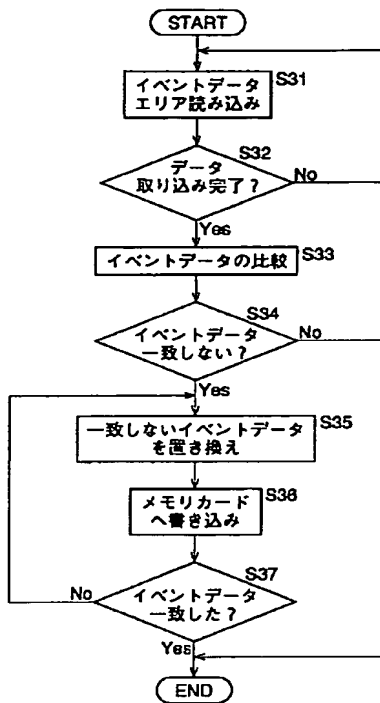 START
イベントデータ
エリア読み込み
S31
データ
取り込み完了?
S32
No
Yes
イベントデータの比較
S33
イベントデータ
一致しない?
S34
No
Yes
一致しないイベントデータ
を置き換え
S35
メモリカード
へ書き込み
S36
イベントデータ
一致した?
S37
No
Yes
END